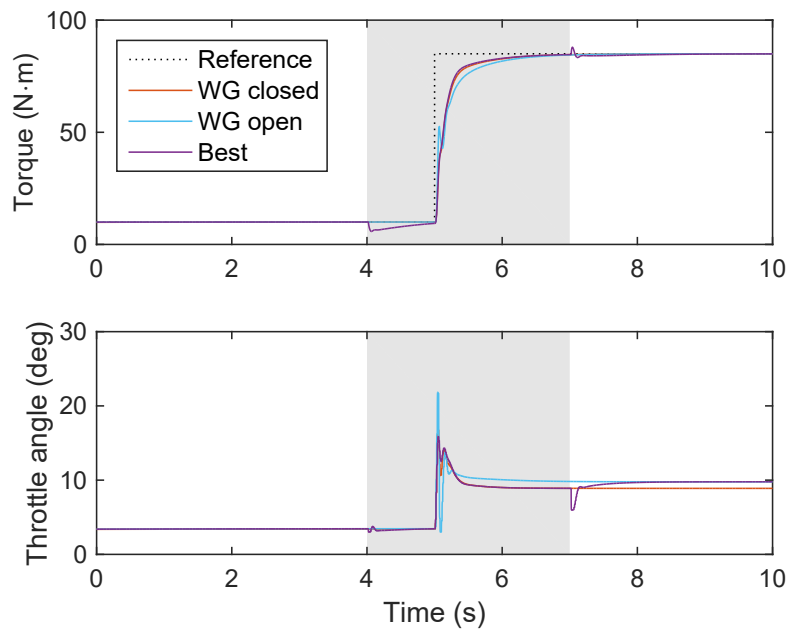 100
50
0
Torque (N·m)
Reference
WG closed
WG open
Best
0 2 4 6 8 10
30
20
10
0
Throttle angle (deg)
0 2 4 6 8 10
Time (s)